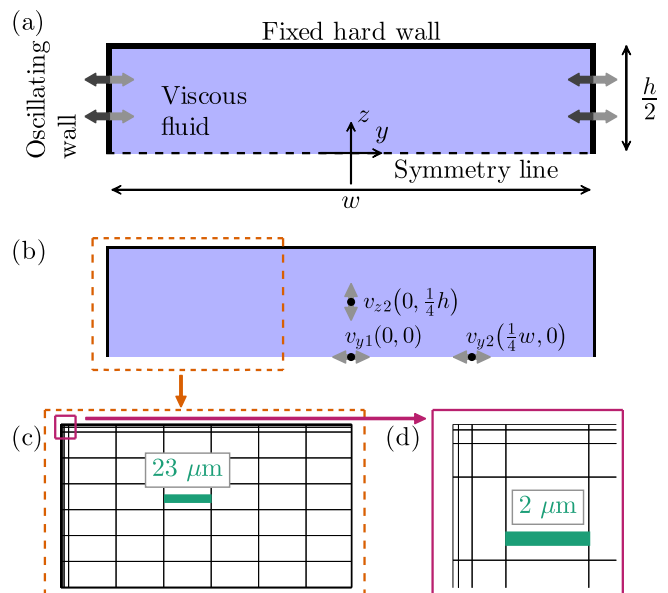 (a)
Fixed hard wall
Oscillating
wall
Viscous
fluid
z
y
h/2
Symmetry line
w
(b)
v_{z2}(0, 1/4 h)
v_{y1}(0, 0)
v_{y2}(1/4 w, 0)
(c)
23 μm
(d)
2 μm